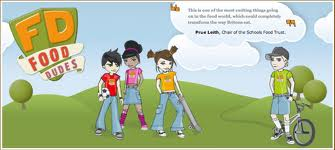 FD
FOOD
DUDES
This is one of the most exciting things going
on in the food world, which could completely
transform the way Britons eat.
Prue Leith, Chair of the Schools Food Trust.